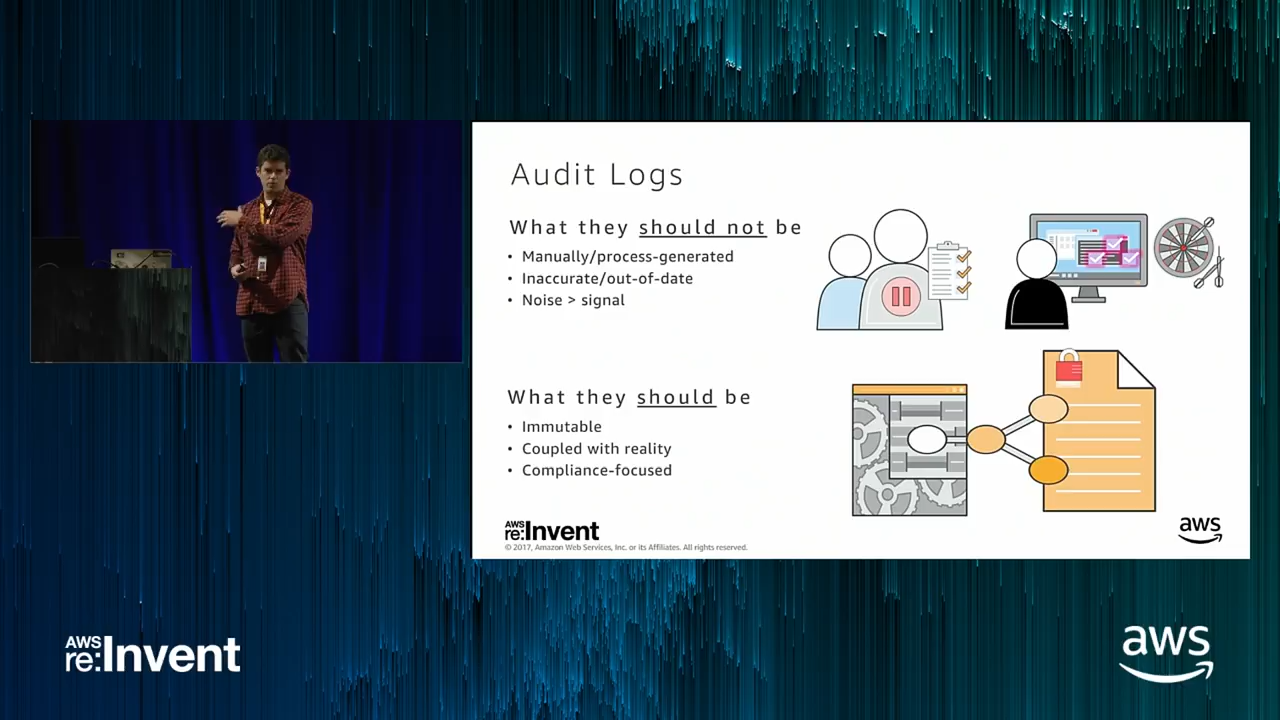 Audit Logs
What they should not be
• Manually/process-generated
• Inaccurate/out-of-date
• Noise > signal
What they should be
• Immutable
• Coupled with reality
• Compliance-focused
AWS
re:Invent
© 2017, Amazon Web Services, Inc. or its Affiliates. All rights reserved.
aws
AWS
re:Invent
aws